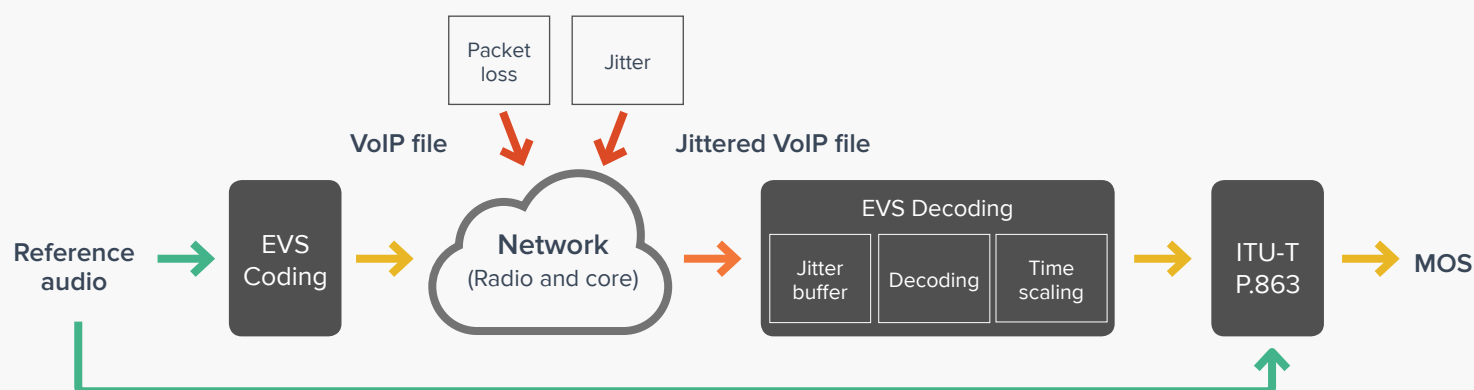 Packet
loss
Jitter
VoIP file
Jittered VoIP file
Reference
audio
EVS
Coding
Network
(Radio and core)
EVS Decoding
Jitter
buffer
Decoding
Time
scaling
ITU-T
P.863
MOS